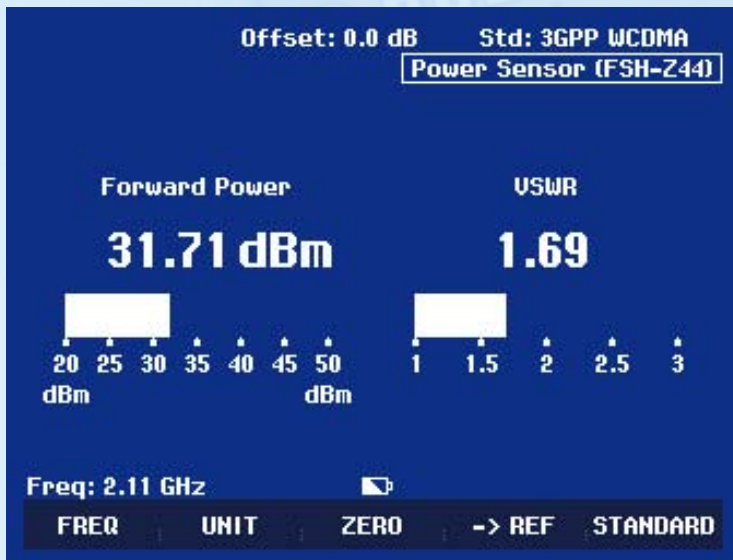 Offset: 0.0 dB Std: 3GPP WCDMA
Power Sensor (FSH-Z44)
Forward Power VSWR
31.71 dBm 1.69
20 25 30 35 40 45 50 1 1.5 2 2.5 3
dBm dBm
Freq: 2.11 GHz
FREQ UNIT ZERO -> REF STANDARD